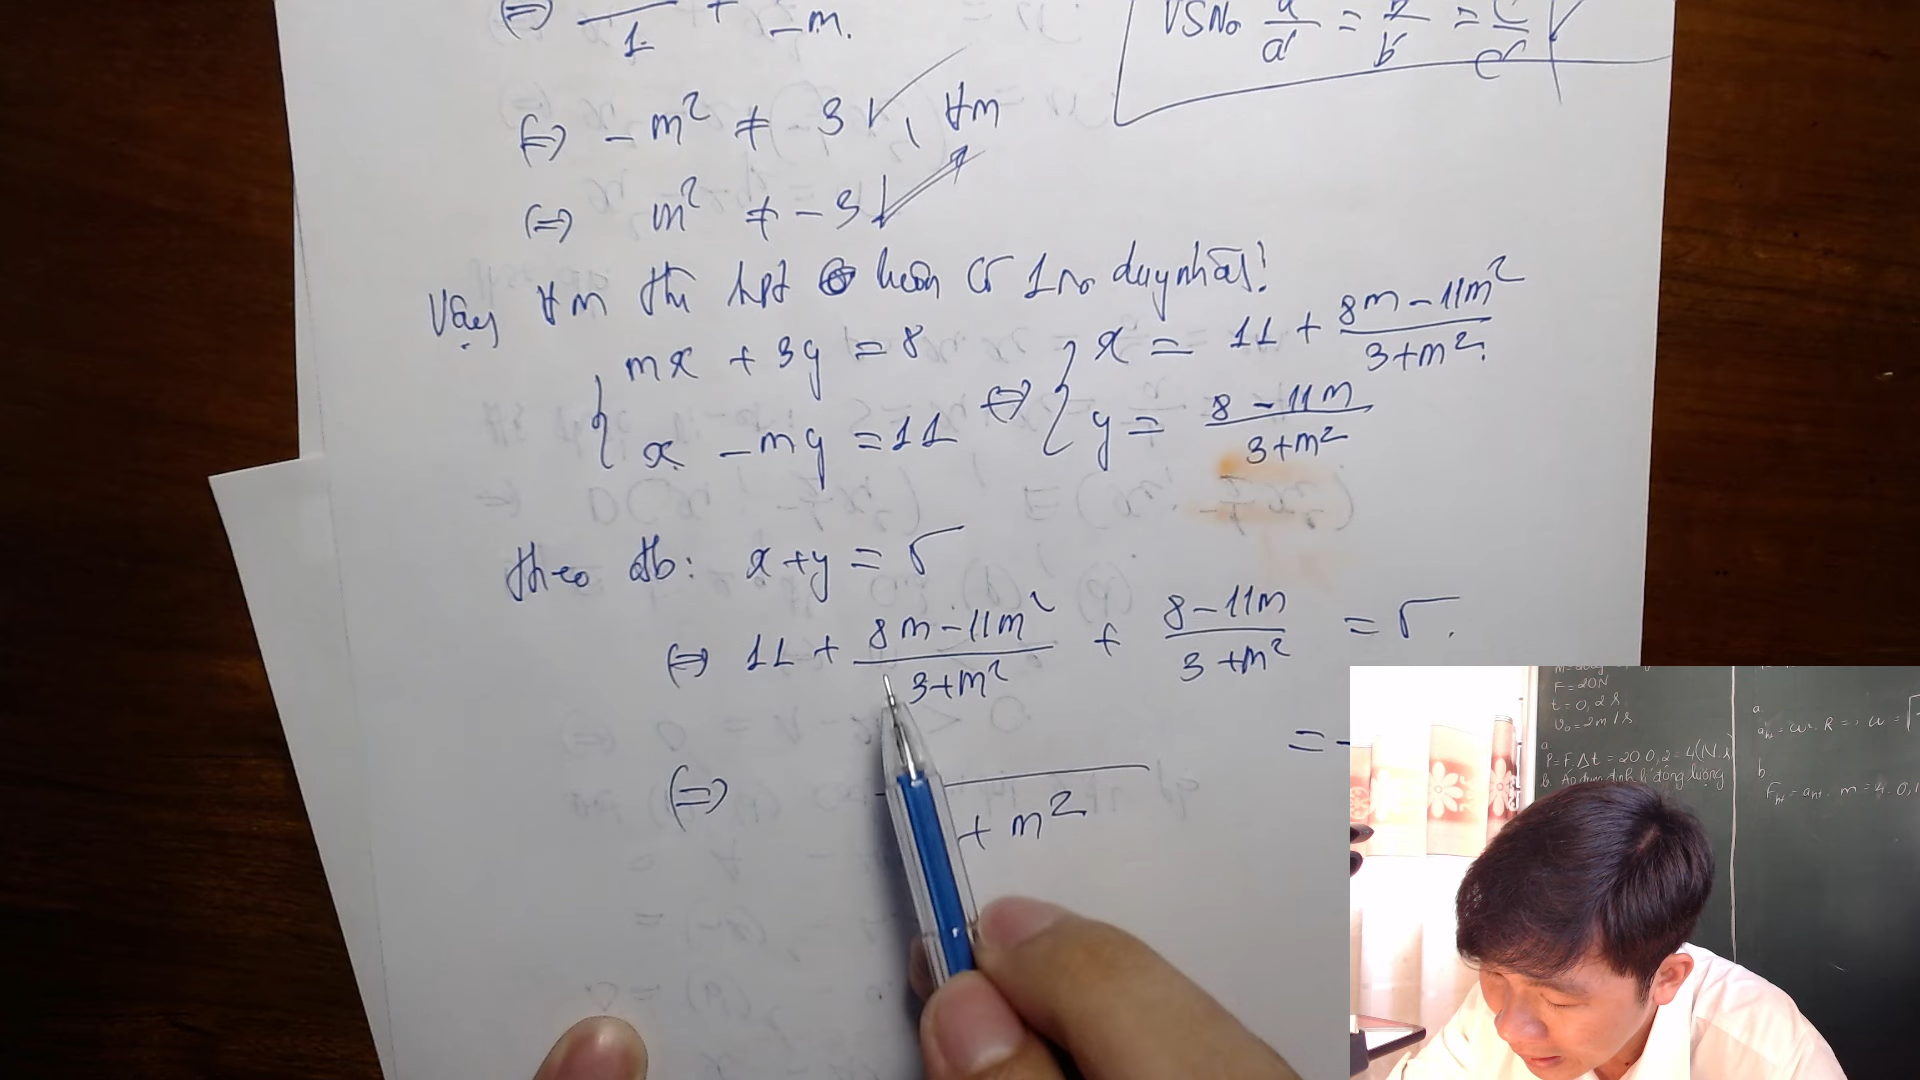 (=) — 1 ≠ — -m.
VSNo a/a' = b/b' = c/c'
(=) -m² ≠ 3, ∀m
(=) m² ≠ -3
Vậy ∀m thì hpt luôn có 1 no duy nhất!
{ mx + 3y = 8 <=> { x = 11 + (8m - 11m²)/(3+m²)
{ x - my = 11 { y = (8 - 11m)/(3+m²)
theo đb: x + y = 5
(=) 11 + (8m - 11m²)/(3+m²) + (8 - 11m)/(3+m²) = 5.
= -
(=) + m²
F = 20N
t = 0,2 s
v₀ = 2m/s
a
P = F.Δt = 20.0,2 = 4(N.s)
b. Áp dụng định lí động lượng
a.
b